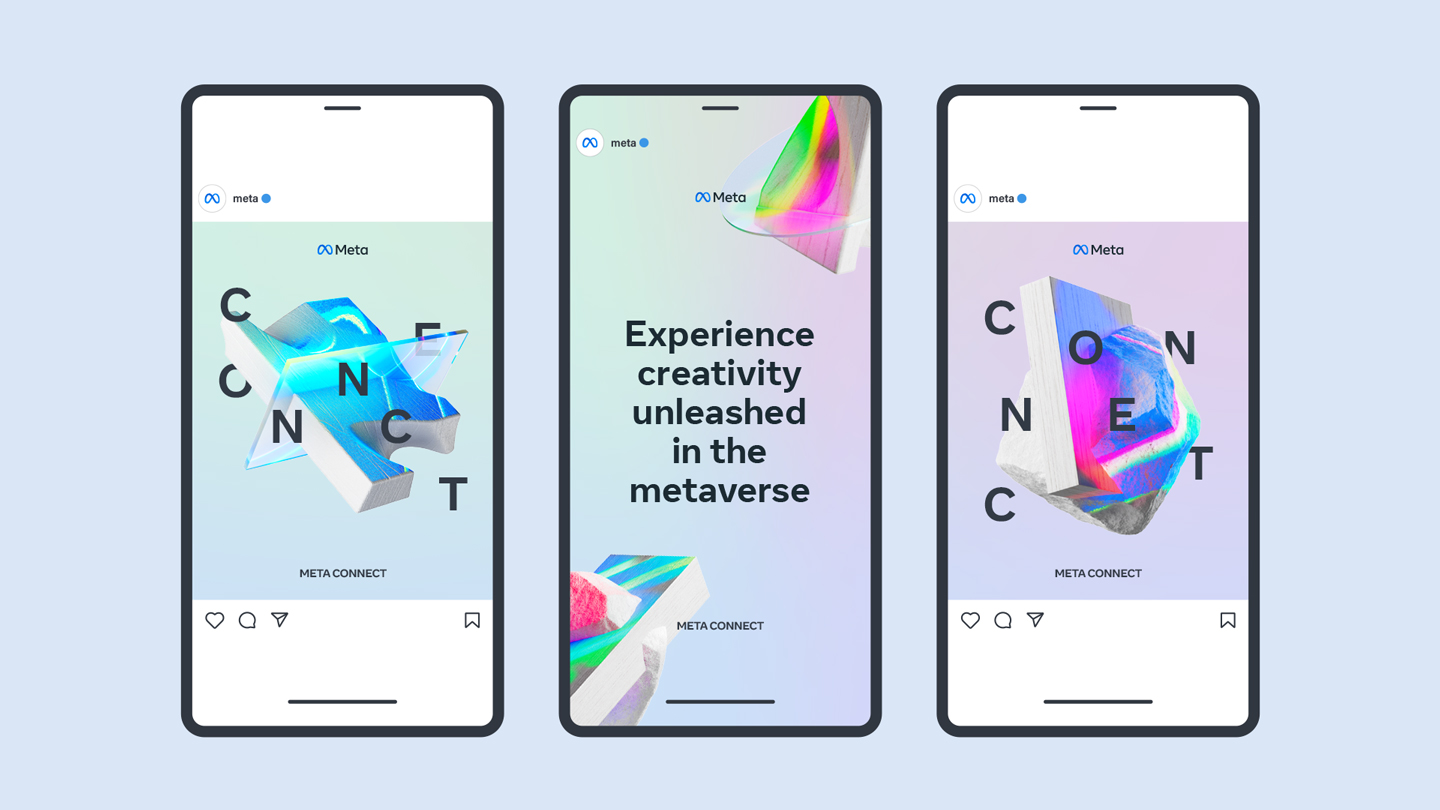 meta
Meta
C
E
O
N
N
C
T
META CONNECT
meta
Meta
Experience
creativity
unleashed
in the
metaverse
META CONNECT
meta
Meta
C
O
N
N
E
T
C
META CONNECT